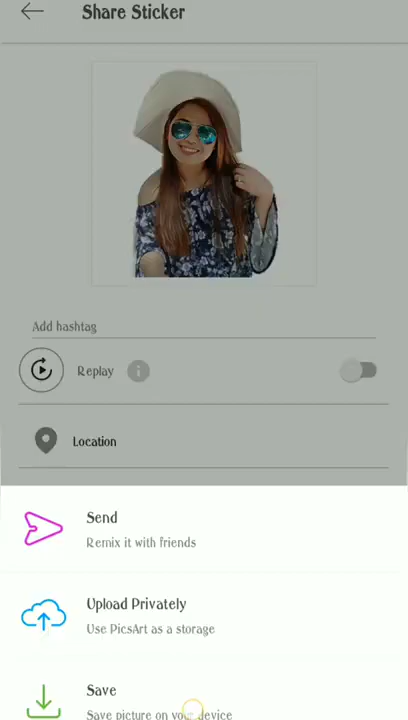 Share Sticker
Add hashtag
Replay
Location
Send
Remix it with friends
Upload Privately
Use PicsArt as a storage
Save
Save picture on your device